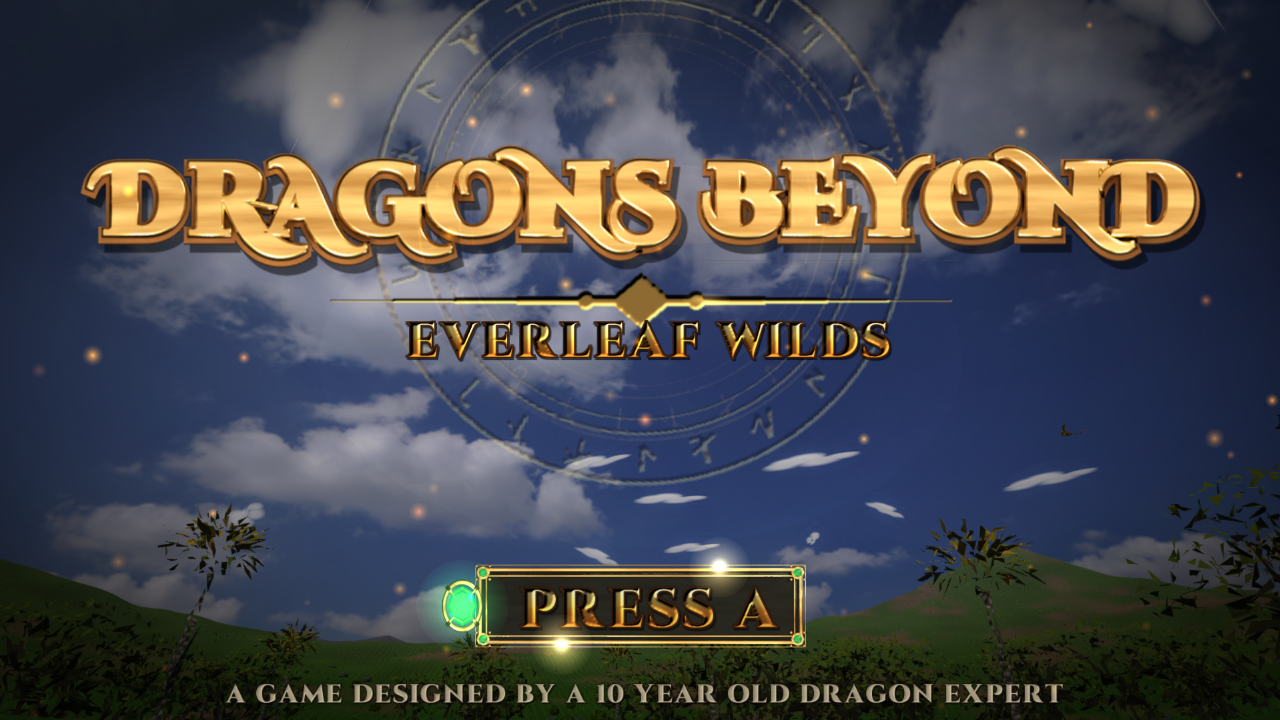 DRAGONS BEYOND
EVERLEAF WILDS
PRESS A
A GAME DESIGNED BY A 10 YEAR OLD DRAGON EXPERT